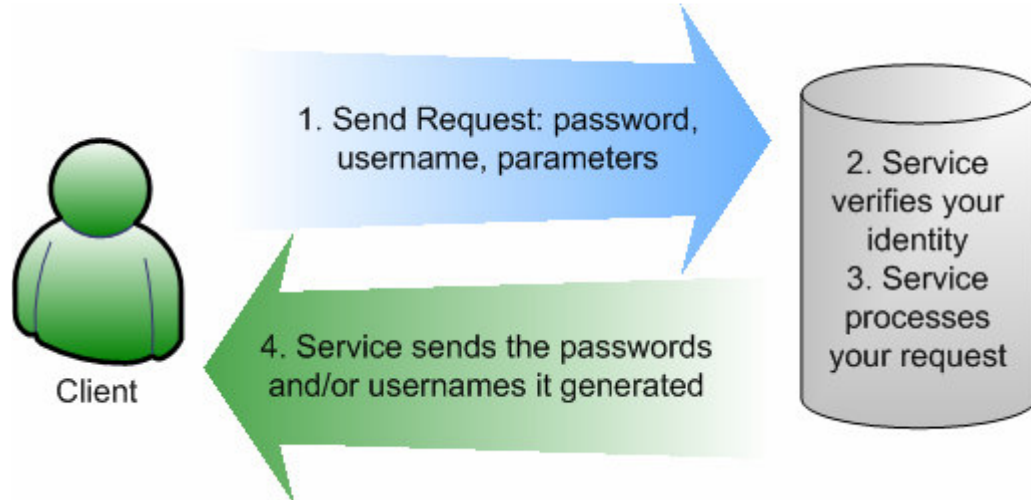 1. Send Request: password,
username, parameters
2. Service
verifies your
identity
3. Service
processes
your request
4. Service sends the passwords
and/or usernames it generated
Client